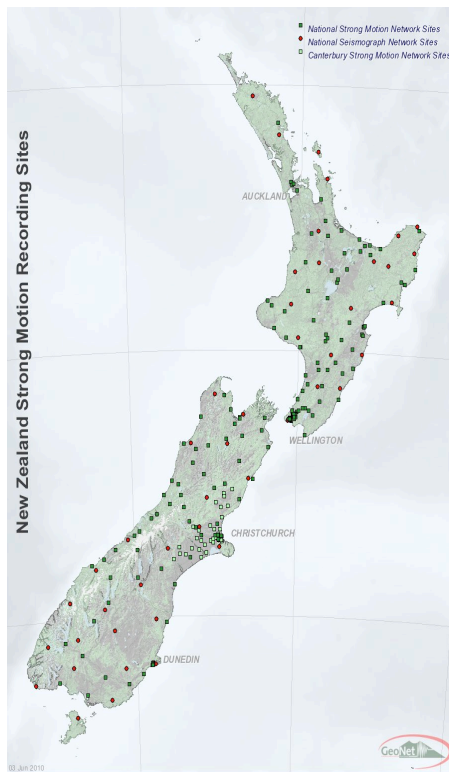 National Strong Motion Network Sites
National Seismograph Network Sites
Canterbury Strong Motion Network Sites
New Zealand Strong Motion Recording Sites
AUCKLAND
WELLINGTON
CHRISTCHURCH
DUNEDIN
GeoNet
03 Jun 2010